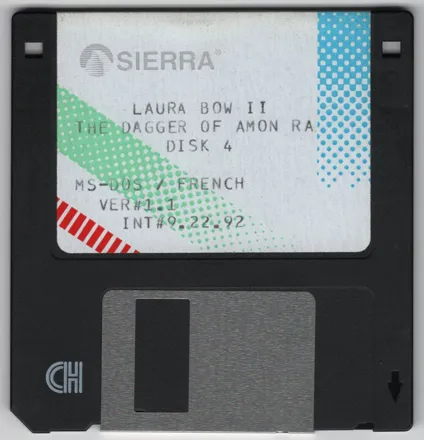 SIERRA®
LAURA BOW II
THE DAGGER OF AMON RA
DISK 4
MS-DOS / FRENCH
VER#1.1
INT#9.22.92
CH